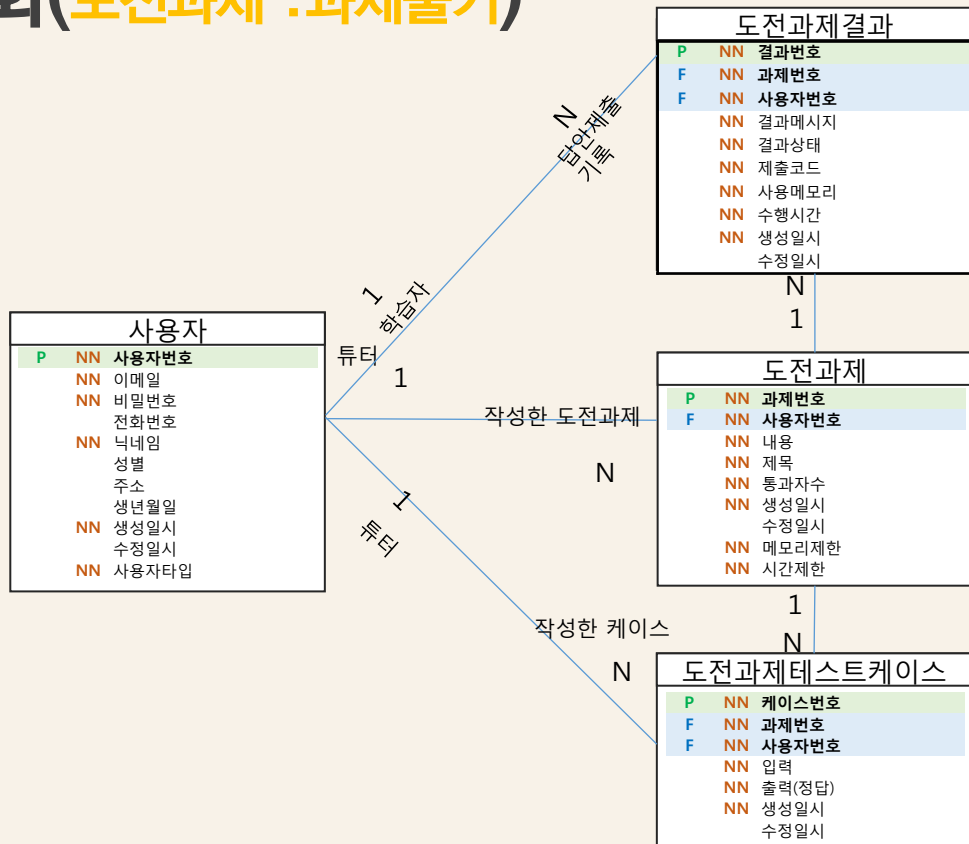 회(도전과제 :과제풀기)
도전과제결과
P NN 결과번호
F NN 과제번호
F NN 사용자번호
NN 결과메시지
NN 결과상태
NN 제출코드
NN 사용메모리
NN 수행시간
NN 생성일시
수정일시
N
답안제출
기록
1
학습자
N
1
사용자
P NN 사용자번호
NN 이메일
NN 비밀번호
전화번호
NN 닉네임
성별
주소
생년월일
NN 생성일시
수정일시
NN 사용자타입
튜터
1
작성한 도전과제
N
도전과제
P NN 과제번호
F NN 사용자번호
NN 내용
NN 제목
NN 통과자수
NN 생성일시
수정일시
NN 메모리제한
NN 시간제한
1
튜터
작성한 케이스
N
1
N
도전과제테스트케이스
P NN 케이스번호
F NN 과제번호
F NN 사용자번호
NN 입력
NN 출력(정답)
NN 생성일시
수정일시